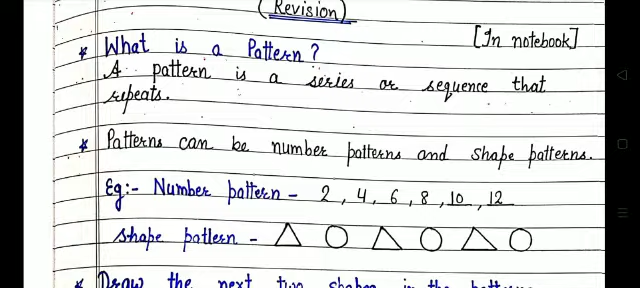 (Revision)
[In notebook]
* What is a Pattern?
A pattern is a series or sequence that
repeats.
* Patterns can be number patterns and shape patterns.
Eg:- Number pattern - 2, 4, 6, 8, 10, 12
shape pattern - △ ○ △ ○ △ ○
* Draw the next two shapes in the